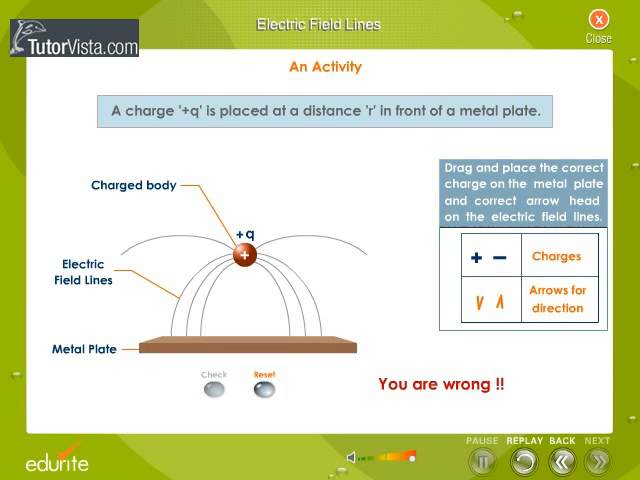 Electric Field Lines
X
Close
TutorVista.com
An Activity
A charge '+q' is placed at a distance 'r' in front of a metal plate.
Charged body
+q
+
Electric
Field Lines
Metal Plate
Drag and place the correct
charge on the metal plate
and correct arrow head
on the electric field lines.
+ − Charges
v ʌ Arrows for
direction
Check Reset
You are wrong !!
PAUSE REPLAY BACK NEXT
edurite